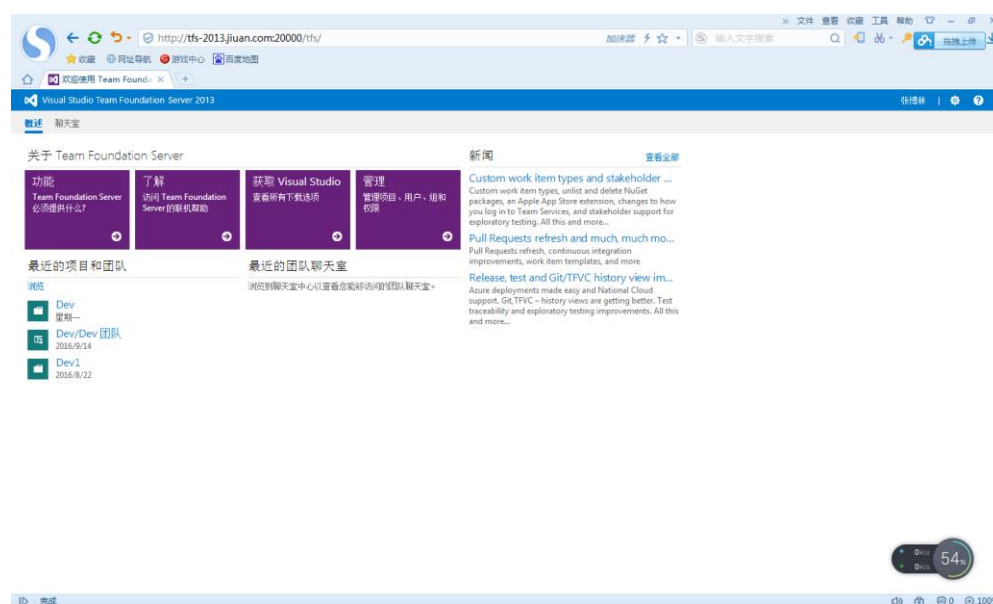 文件 查看 收藏 工具 帮助
http://tfs-2013.jiuan.com:20000/tfs/
加速器
输入文字搜索
拖拽上传
收藏 网址导航 游戏中心 百度地图
欢迎使用 Team Founda
Visual Studio Team Foundation Server 2013
张博林
概述 聊天室
关于 Team Foundation Server
功能
Team Foundation Server
必须提供什么?
了解
访问 Team Foundation
Server 的联机帮助
获取 Visual Studio
查看所有下载选项
管理
管理项目、用户、组和
权限
最近的项目和团队
浏览
Dev
星期一
Dev/Dev 团队
2016/9/14
Dev1
2016/8/22
最近的团队聊天室
浏览到聊天室中心以查看您能够访问的团队聊天室。
新闻
查看全部
Custom work item types and stakeholder ...
Custom work item types, unlist and delete NuGet
packages, an Apple App Store extension, changes to how
you log in to Team Services, and stakeholder support for
exploratory testing. All this and more...
Pull Requests refresh and much, much mo...
Pull Requests refresh, continuous integration
improvements, work item templates, and more
Release, test and Git/TFVC history view im...
Azure deployments made easy and National Cloud
support. Git,TFVC – history views are getting better. Test
traceability and exploratory testing improvements. All this
and more...
0K/s
0K/s
54%
完成
0
100%